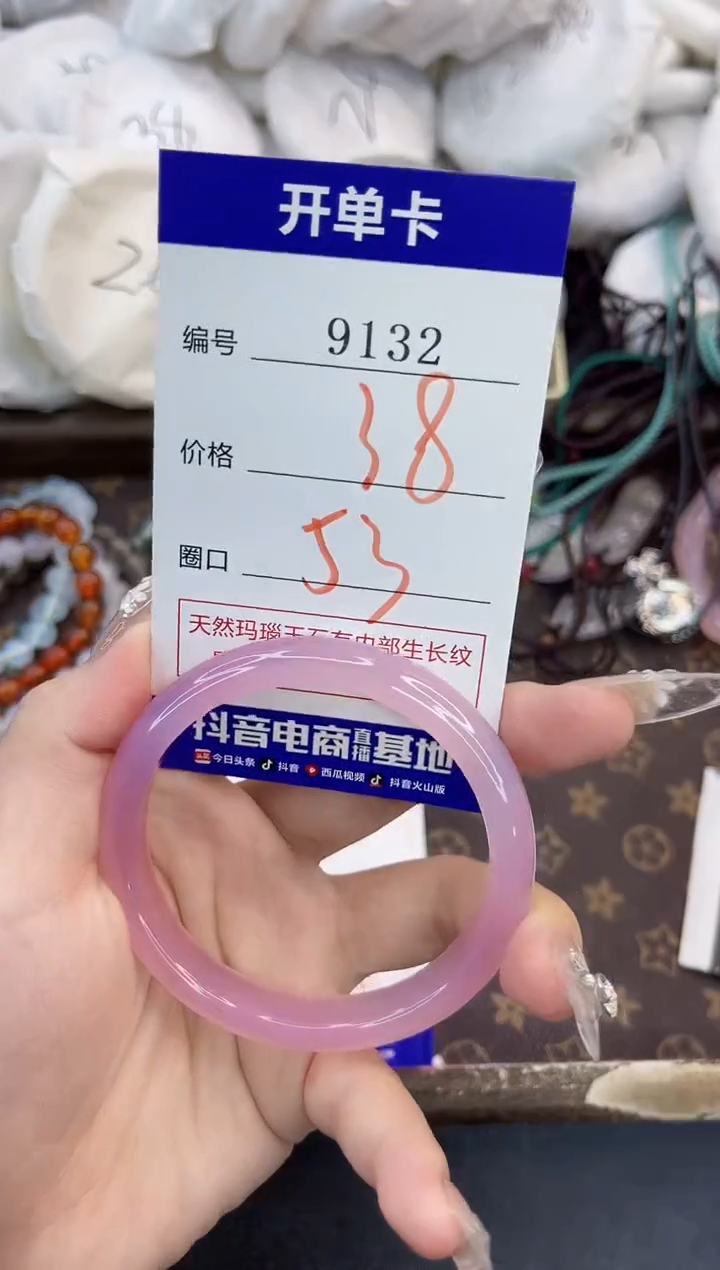 开单卡
编号 9132
价格 38
圈口 53
天然玛瑙玉石有内部生长纹
抖音电商直播基地
今日头条 抖音 西瓜视频 抖音火山版